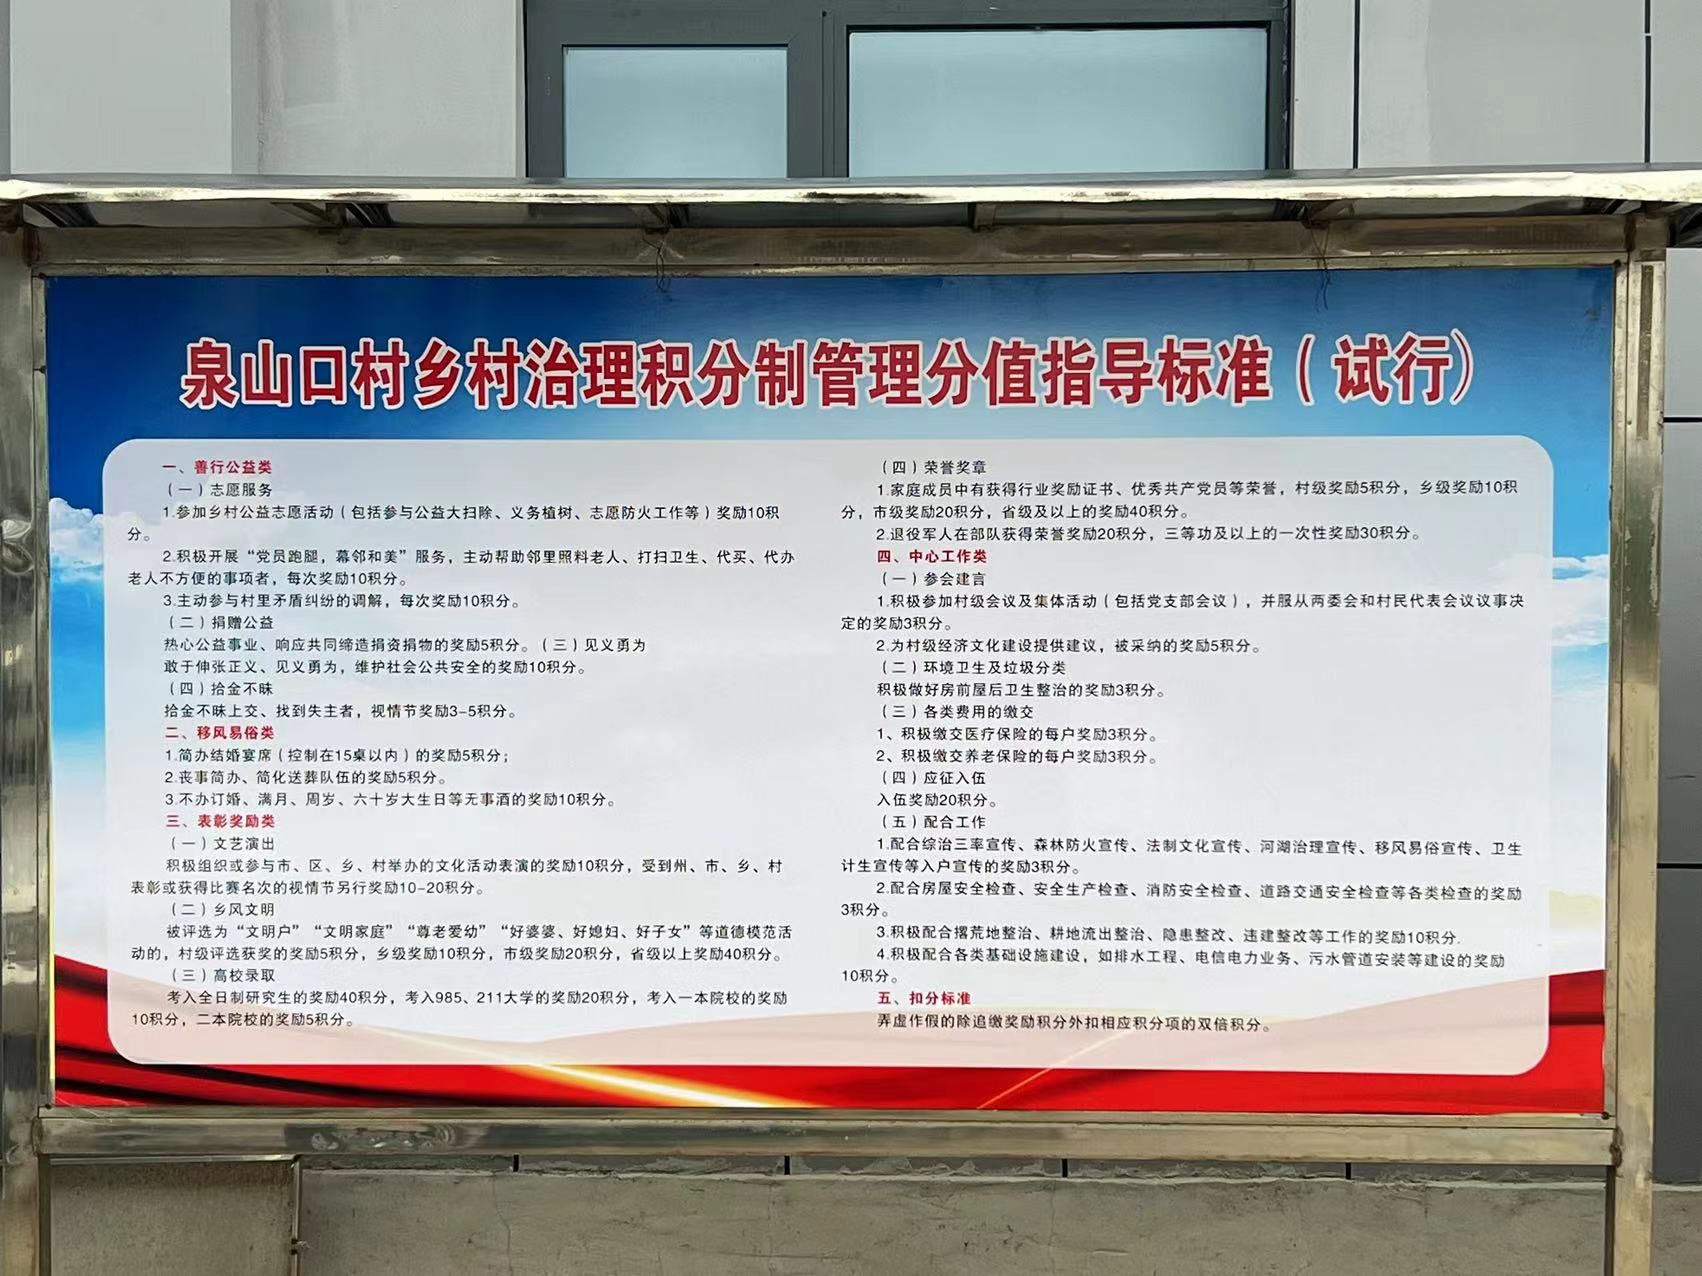 泉山口村乡村治理积分制管理分值指导标准（试行）
一、善行公益类
（一）志愿服务
1.参加乡村公益志愿活动（包括参与公益大扫除、义务植树、志愿防火工作等）奖励10积
分。
2.积极开展“党员跑腿，幕邻和美”服务，主动帮助邻里照料老人、打扫卫生、代买、代办
老人不方便的事项者，每次奖励10积分。
3.主动参与村里矛盾纠纷的调解，每次奖励10积分。
（二）捐赠公益
热心公益事业、响应共同缔造捐资捐物的奖励5积分。（三）见义勇为
敢于伸张正义、见义勇为，维护社会公共安全的奖励10积分。
（四）拾金不昧
拾金不昧上交、找到失主者，视情节奖励3-5积分。
二、移风易俗类
1.简办结婚宴席（控制在15桌以内）的奖励5积分；
2.丧事简办、简化送葬队伍的奖励5积分。
3.不办订婚、满月、周岁、六十岁大生日等无事酒的奖励10积分。
三、表彰奖励类
（一）文艺演出
积极组织或参与市、区、乡、村举办的文化活动表演的奖励10积分，受到州、市、乡、村
表彰或获得比赛名次的视情节另行奖励10-20积分。
（二）乡风文明
被评选为“文明户”“文明家庭”“尊老爱幼”“好婆婆、好媳妇、好子女”等道德模范活
动的，村级评选获奖的奖励5积分，乡级奖励10积分，市级奖励20积分，省级以上奖励40积分。
（三）高校录取
考入全日制研究生的奖励40积分，考入985、211大学的奖励20积分，考入一本院校的奖励
10积分，二本院校的奖励5积分。
（四）荣誉奖章
1.家庭成员中有获得行业奖励证书、优秀共产党员等荣誉，村级奖励5积分，乡级奖励10积
分，市级奖励20积分，省级及以上的奖励40积分。
2.退役军人在部队获得荣誉奖励20积分，三等功及以上的一次性奖励30积分。
四、中心工作类
（一）参会建言
1.积极参加村级会议及集体活动（包括党支部会议），并服从两委会和村民代表会议议事决
定的奖励3积分。
2.为村级经济文化建设提供建议，被采纳的奖励5积分。
（二）环境卫生及垃圾分类
积极做好房前屋后卫生整治的奖励3积分。
（三）各类费用的缴交
1、积极缴交医疗保险的每户奖励3积分。
2、积极缴交养老保险的每户奖励3积分。
（四）应征入伍
入伍奖励20积分。
（五）配合工作
1.配合综治三率宣传、森林防火宣传、法制文化宣传、河湖治理宣传、移风易俗宣传、卫生
计生宣传等入户宣传的奖励3积分。
2.配合房屋安全检查、安全生产检查、消防安全检查、道路交通安全检查等各类检查的奖励
3积分。
3.积极配合撂荒地整治、耕地流出整治、隐患整改、违建整改等工作的奖励10积分.
4.积极配合各类基础设施建设，如排水工程、电信电力业务、污水管道安装等建设的奖励
10积分。
五、扣分标准
弄虚作假的除追缴奖励积分外扣相应积分项的双倍积分。